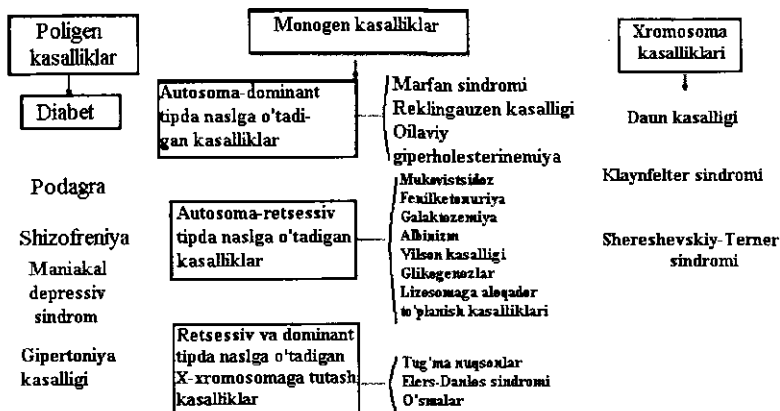 Poligen
kasalliklar
Diabet
Podagra
Shizofreniya
Maniakal
depressiv
sindrom
Gipertoniya
kasalligi
Monogen kasalliklar
Autosoma-dominant
tipda naslga o'tadi-
gan kasalliklar
Marfan sindromi
Reklingauzen kasalligi
Oilaviy
giperholesterinemiya
Autosoma-retsessiv
tipda naslga o'tadigan
kasalliklar
Mukovistsidoz
Fenilketonuriya
Galaktozemiya
Albinizm
Vilson kasalligi
Glikogenozlar
Lizosomaga aloqador
to'planish kasalliklari
Retsessiv va dominant
tipda naslga o'tadigan
X-xromosomaga tutash
kasalliklar
Tug'ma nuqsonlar
Elers-Danlos sindromi
O'smalar
Xromosoma
kasalliklari
Daun kasalligi
Klaynfelter sindromi
Shereshevskiy-Terner
sindromi